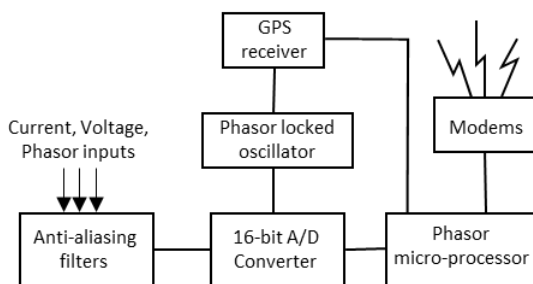 GPS
receiver
Current, Voltage,
Phasor inputs
Phasor locked
oscillator
Modems
Anti-aliasing
filters
16-bit A/D
Converter
Phasor
micro-processor